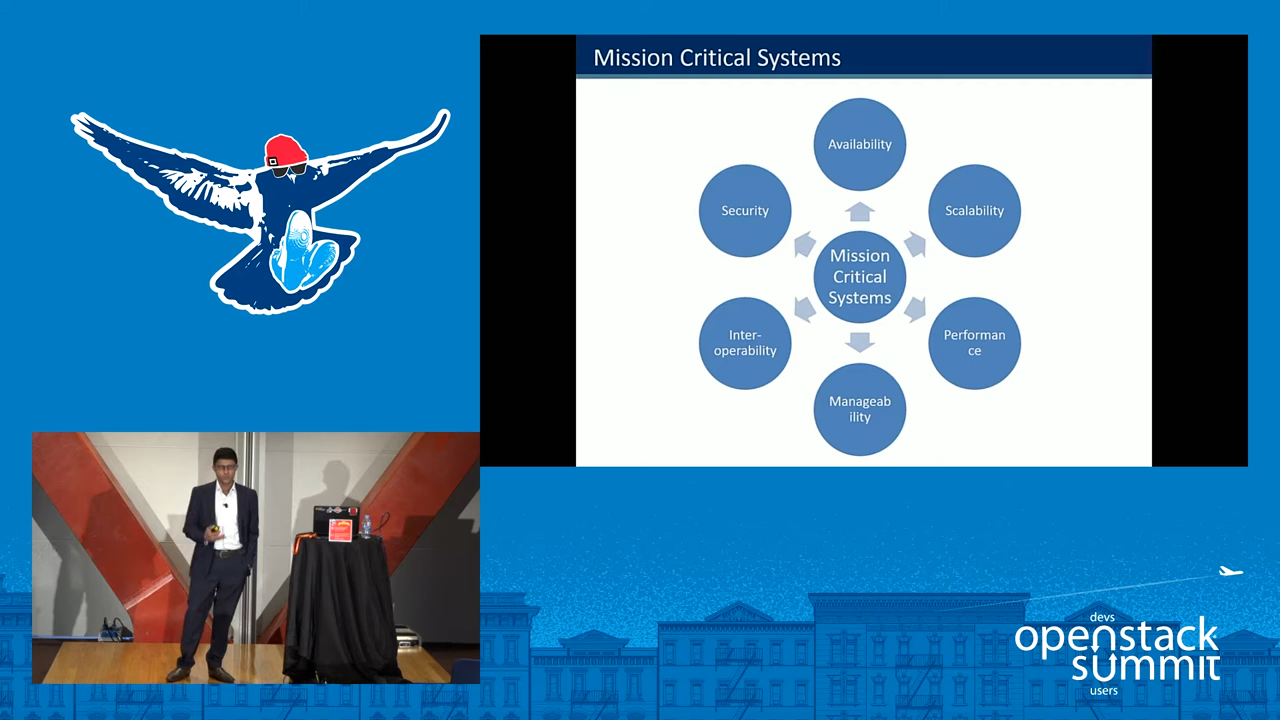 Mission Critical Systems
Availability
Security
Scalability
Mission
Critical
Systems
Inter-
operability
Performan
ce
Manageab
ility
devs
openstack
summit
users